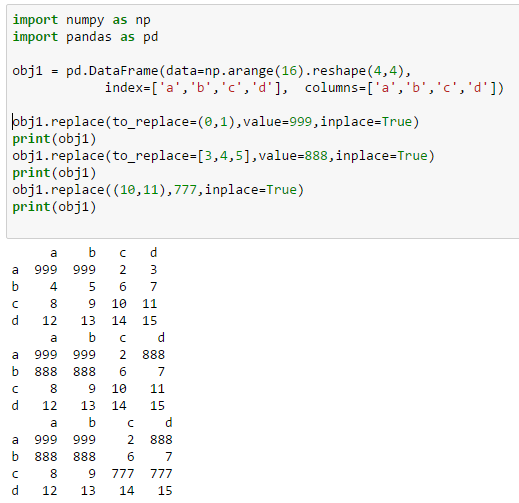 import numpy as np
import pandas as pd
obj1 = pd.DataFrame(data=np.arange(16).reshape(4,4),
            index=['a','b','c','d'],  columns=['a','b','c','d'])
obj1.replace(to_replace=(0,1),value=999,inplace=True)
print(obj1)
obj1.replace(to_replace=[3,4,5],value=888,inplace=True)
print(obj1)
obj1.replace((10,11),777,inplace=True)
print(obj1)
     a    b   c   d
a  999  999   2   3
b    4    5   6   7
c    8    9  10  11
d   12   13  14  15
     a    b   c    d
a  999  999   2  888
b  888  888   6    7
c    8    9  10   11
d   12   13  14   15
     a    b    c    d
a  999  999    2  888
b  888  888    6    7
c    8    9  777  777
d   12   13   14   15